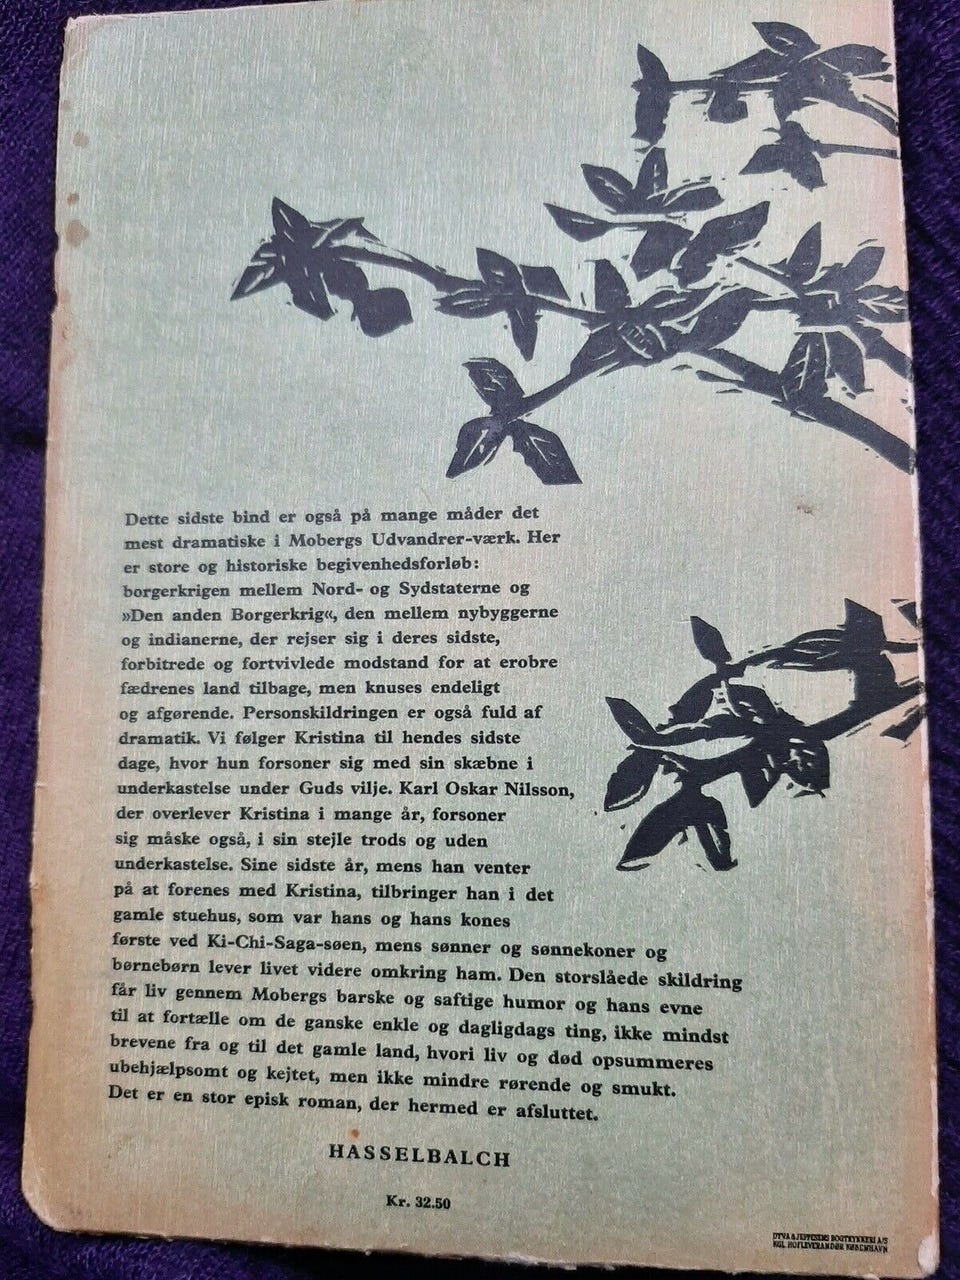 Dette sidste bind er også på mange måder det
mest dramatiske i Mobergs Udvandrer-værk. Her
er store og historiske begivenhedsforløb:
borgerkrigen mellem Nord- og Sydstaterne og
»Den anden Borgerkrig«, den mellem nybyggerne
og indianerne, der rejser sig i deres sidste,
forbitrede og fortvivlede modstand for at erobre
fædrenes land tilbage, men knuses endeligt
og afgørende. Personskildringen er også fuld af
dramatik. Vi følger Kristina til hendes sidste
dage, hvor hun forsoner sig med sin skæbne i
underkastelse under Guds vilje. Karl Oskar Nilsson,
der overlever Kristina i mange år, forsoner
sig måske også, i sin stejle trods og uden
underkastelse. Sine sidste år, mens han venter
på at forenes med Kristina, tilbringer han i det
gamle stuehus, som var hans og hans kones
første ved Ki-Chi-Saga-søen, mens sønner og sønnekoner og
børnebørn lever livet videre omkring ham. Den storslåede skildring
får liv gennem Mobergs barske og saftige humor og hans evne
til at fortælle om de ganske enkle og dagligdags ting, ikke mindst
brevene fra og til det gamle land, hvori liv og død opsummeres
ubehjælpsomt og kejtet, men ikke mindre rørende og smukt.
Det er en stor episk roman, der hermed er afsluttet.
HASSELBALCH
Kr. 32.50
DYVA & JEPPESENS BOGTRYKKERI A/S
KGL. HOFLEVERANDØR KØBENHAVN